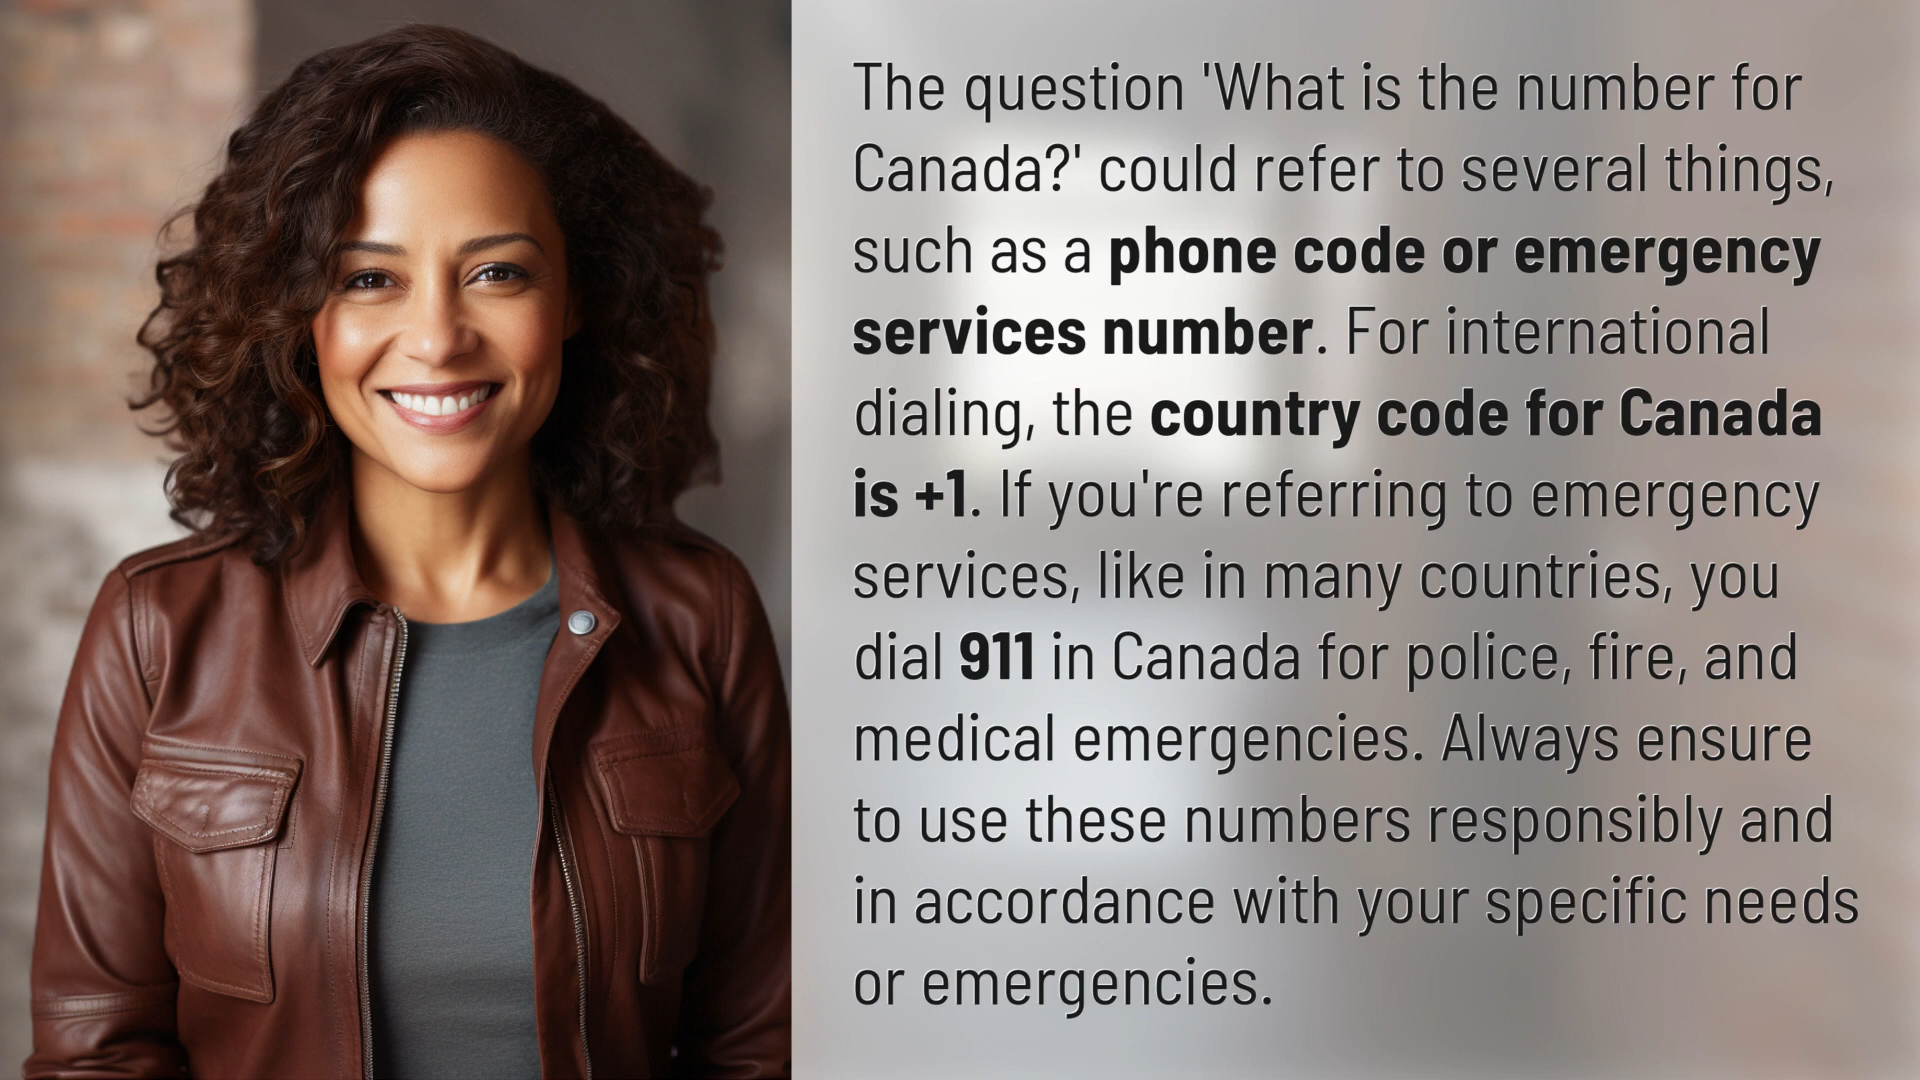 The question 'What is the number for
Canada?' could refer to several things,
such as a phone code or emergency
services number. For international
dialing, the country code for Canada
is +1. If you're referring to emergency
services, like in many countries, you
dial 911 in Canada for police, fire, and
medical emergencies. Always ensure
to use these numbers responsibly and
in accordance with your specific needs
or emergencies.